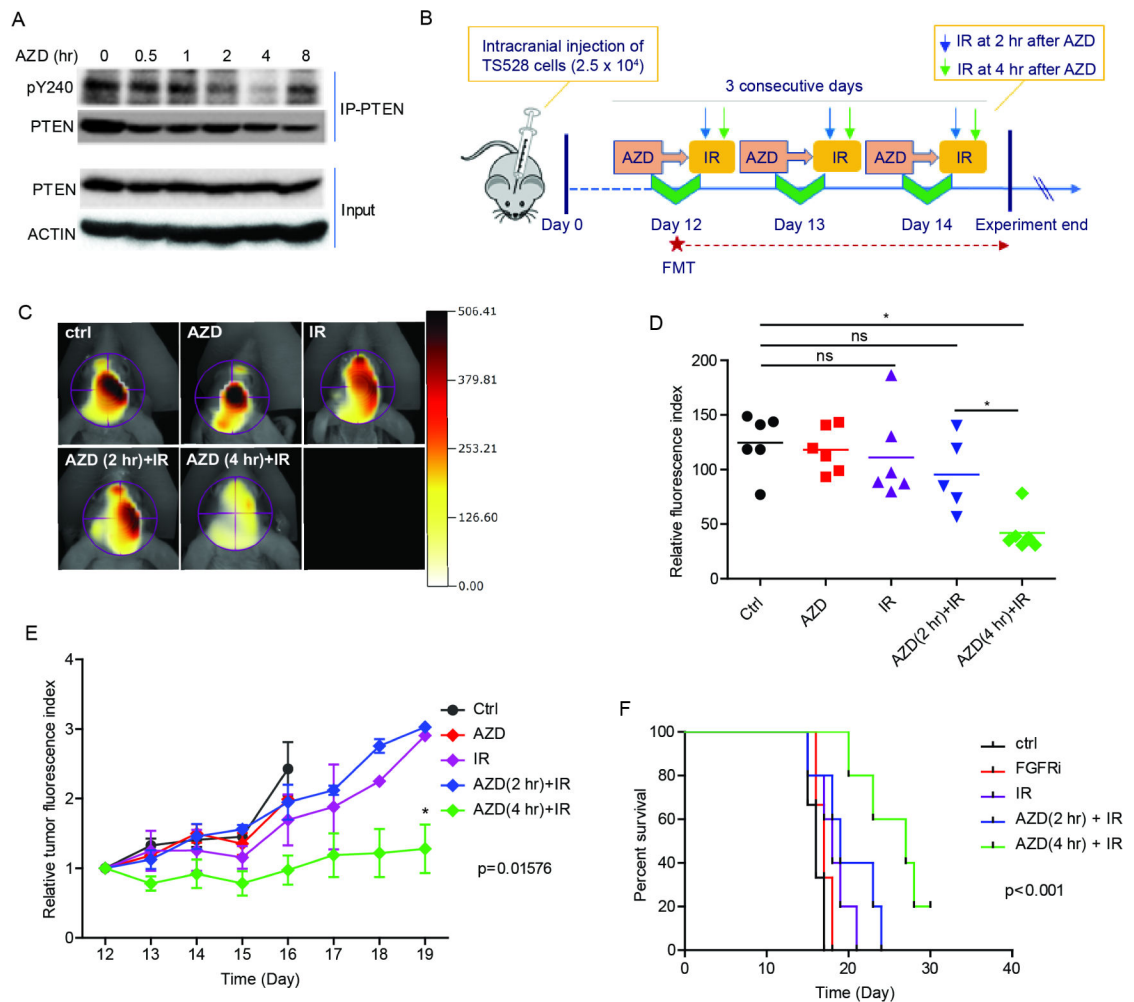 A
AZD (hr) 0 0.5 1 2 4 8
pY240
PTEN
IP-PTEN
PTEN
ACTIN
Input
B
Intracranial injection of
TS528 cells (2.5 x 10⁴)
IR at 2 hr after AZD
IR at 4 hr after AZD
3 consecutive days
AZD IR AZD IR AZD IR
Day 0 Day 12 Day 13 Day 14 Experiment end
FMT
C
ctrl AZD IR
AZD (2 hr)+IR AZD (4 hr)+IR
506.41
379.81
253.21
126.60
0.00
D
*
ns
ns
*
200
150
100
50
0
Relative fluorescence index
Ctrl AZD IR AZD(2 hr)+IR AZD(4 hr)+IR
E
4
3
2
1
0
Relative tumor fluorescence index
Ctrl
AZD
IR
AZD(2 hr)+IR
AZD(4 hr)+IR
*
p=0.01576
12 13 14 15 16 17 18 19
Time (Day)
F
100
80
60
40
20
0
Percent survival
ctrl
FGFRi
IR
AZD(2 hr) + IR
AZD(4 hr) + IR
p<0.001
0 10 20 30 40
Time (Day)